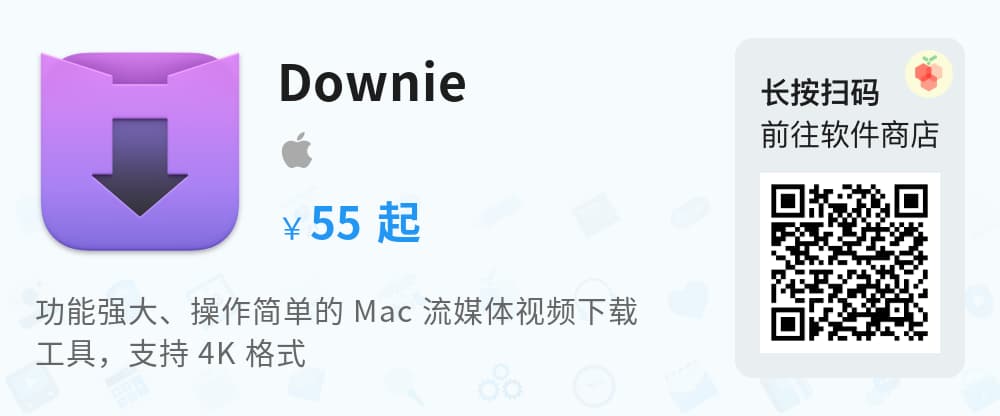 Downie
¥ 55 起
功能强大、操作简单的 Mac 流媒体视频下载
工具，支持 4K 格式
长按扫码
前往软件商店